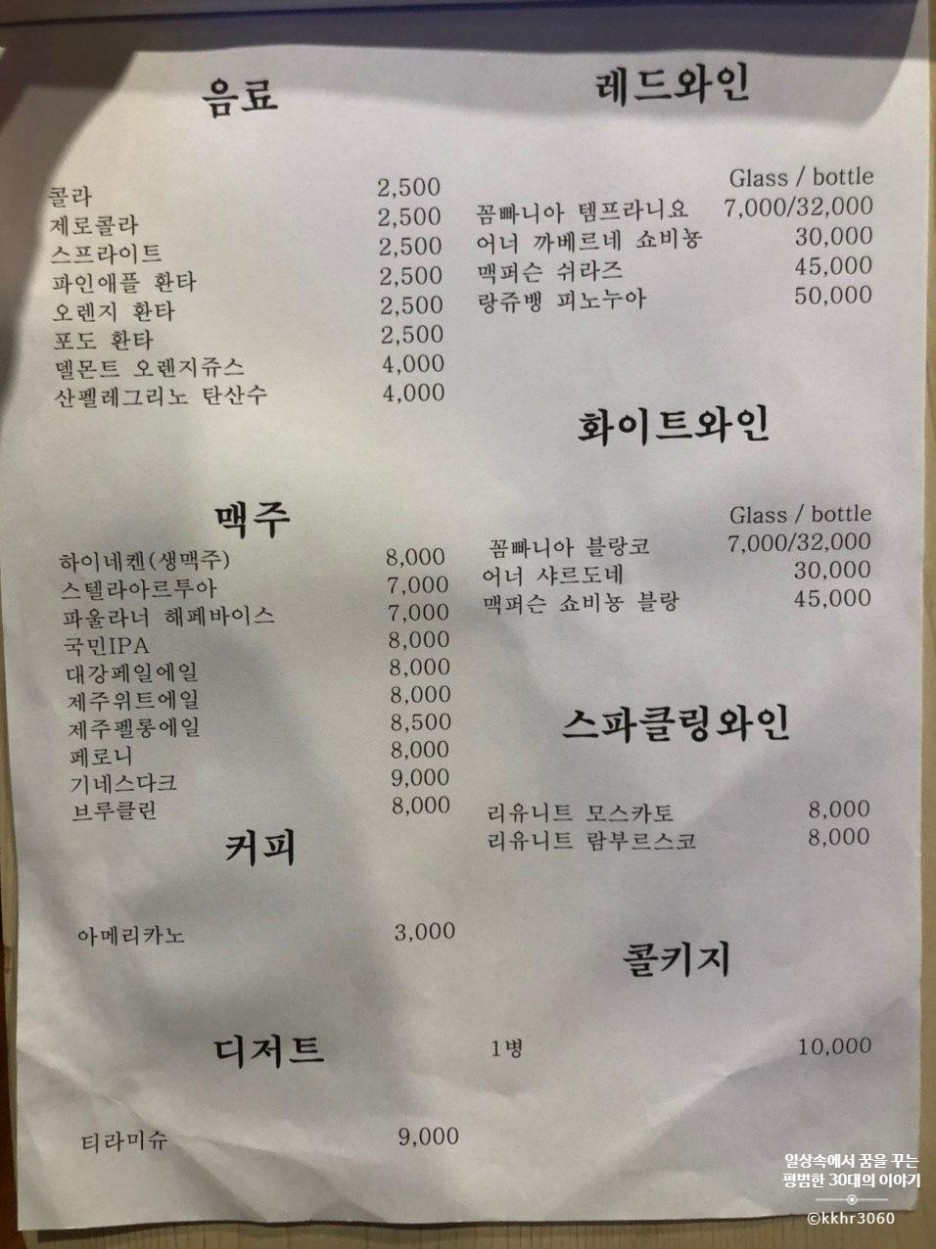 음료
콜라 2,500
제로콜라 2,500
스프라이트 2,500
파인애플 환타 2,500
오렌지 환타 2,500
포도 환타 2,500
델몬트 오렌지쥬스 4,000
산펠레그리노 탄산수 4,000
맥주
하이네켄(생맥주) 8,000
스텔라아르투아 7,000
파울라너 해페바이스 7,000
국민IPA 8,000
대강페일에일 8,000
제주위트에일 8,000
제주펠롱에일 8,500
페로니 8,000
기네스다크 9,000
브루클린 8,000
커피
아메리카노 3,000
디저트
티라미슈 9,000
레드와인
Glass / bottle
꼼빠니아 템프라니요 7,000/32,000
어너 까베르네 쇼비뇽 30,000
맥퍼슨 쉬라즈 45,000
랑쥬뱅 피노누아 50,000
화이트와인
Glass / bottle
꼼빠니아 블랑코 7,000/32,000
어너 샤르도네 30,000
맥퍼슨 쇼비뇽 블랑 45,000
스파클링와인
리유니트 모스카토 8,000
리유니트 람부르스코 8,000
콜키지
1병 10,000
일상속에서 꿈을 꾸는
평범한 30대의 이야기
©kkhr3060